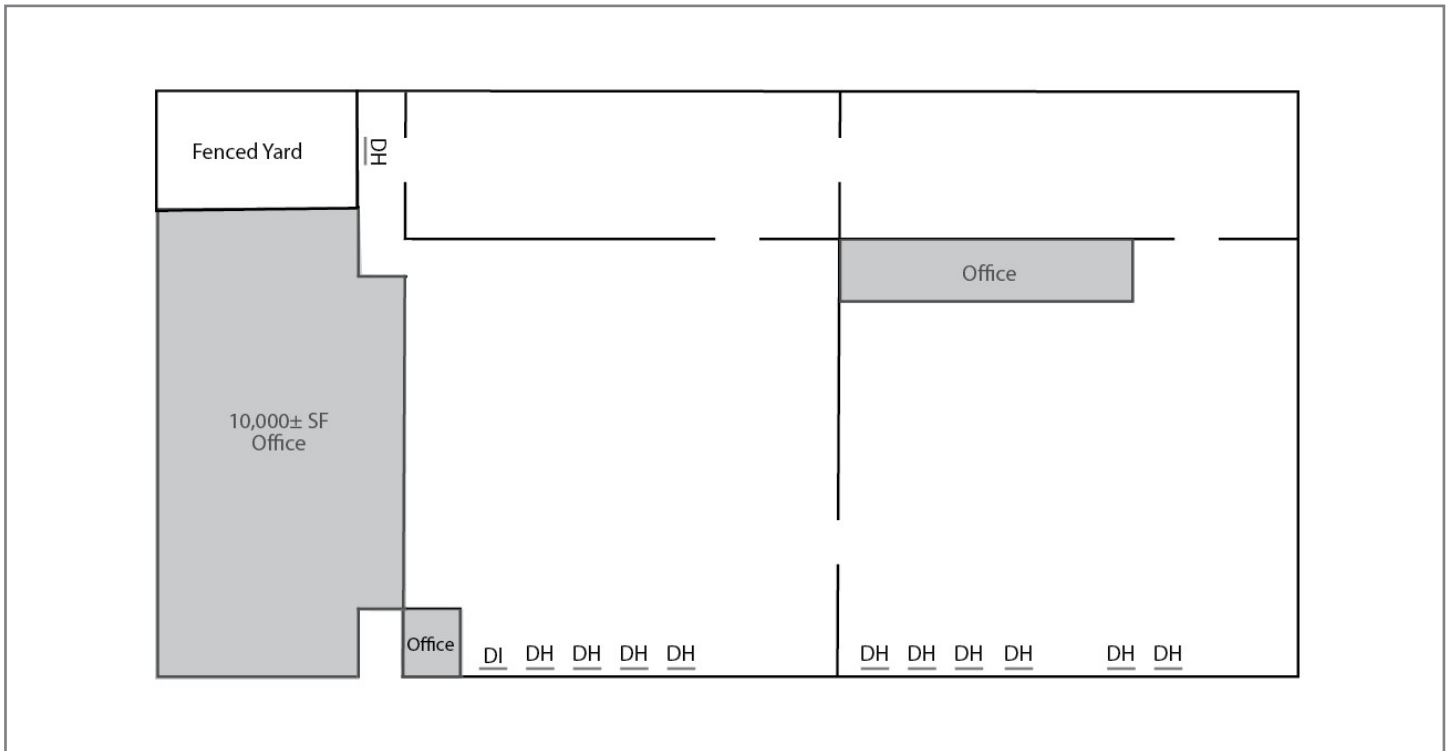 Fenced Yard
DH
Office
10,000± SF
Office
Office
DI DH DH DH DH
DH DH DH DH DH DH